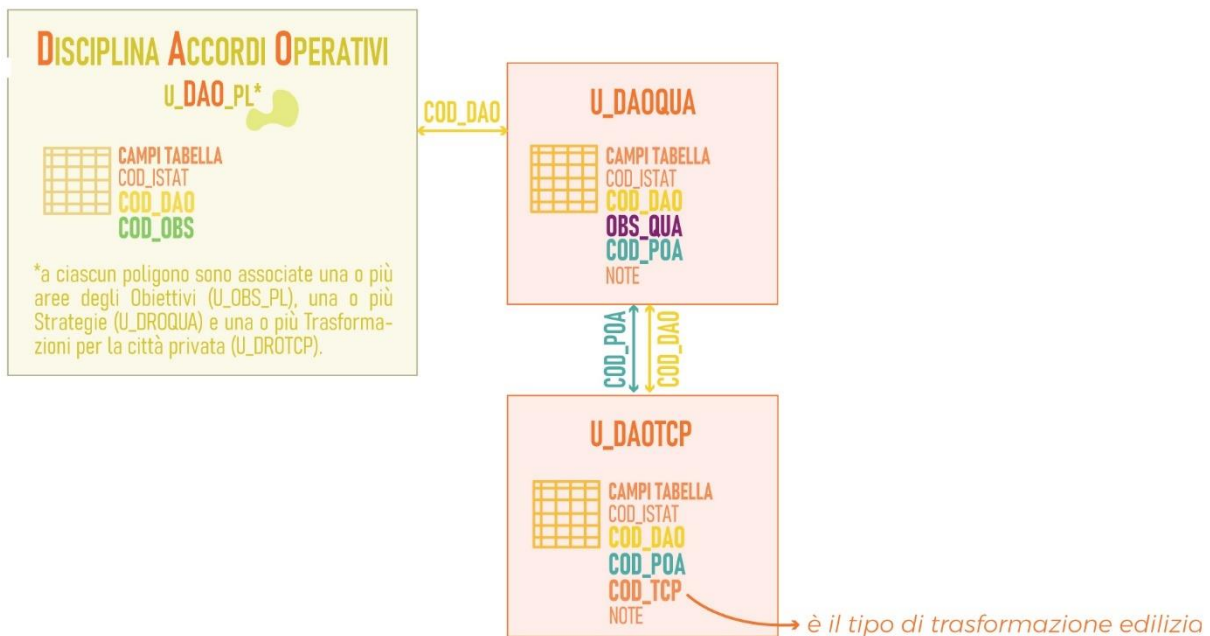 DISCIPLINA ACCORDI OPERATIVI
U_DAO_PL*
CAMPI TABELLA
COD_ISTAT
COD_DAO
COD_OBS
*a ciascun poligono sono associate una o più
aree degli Obiettivi (U_OBS_PL), una o più
Strategie (U_DROQUA) e una o più Trasforma-
zioni per la città privata (U_DROTCP).
COD_DAO
U_DAOQUA
CAMPI TABELLA
COD_ISTAT
COD_DAO
OBS_QUA
COD_POA
NOTE
COD_POA
COD_DAO
U_DAOTCP
CAMPI TABELLA
COD_ISTAT
COD_DAO
COD_POA
COD_TCP
NOTE
è il tipo di trasformazione edilizia